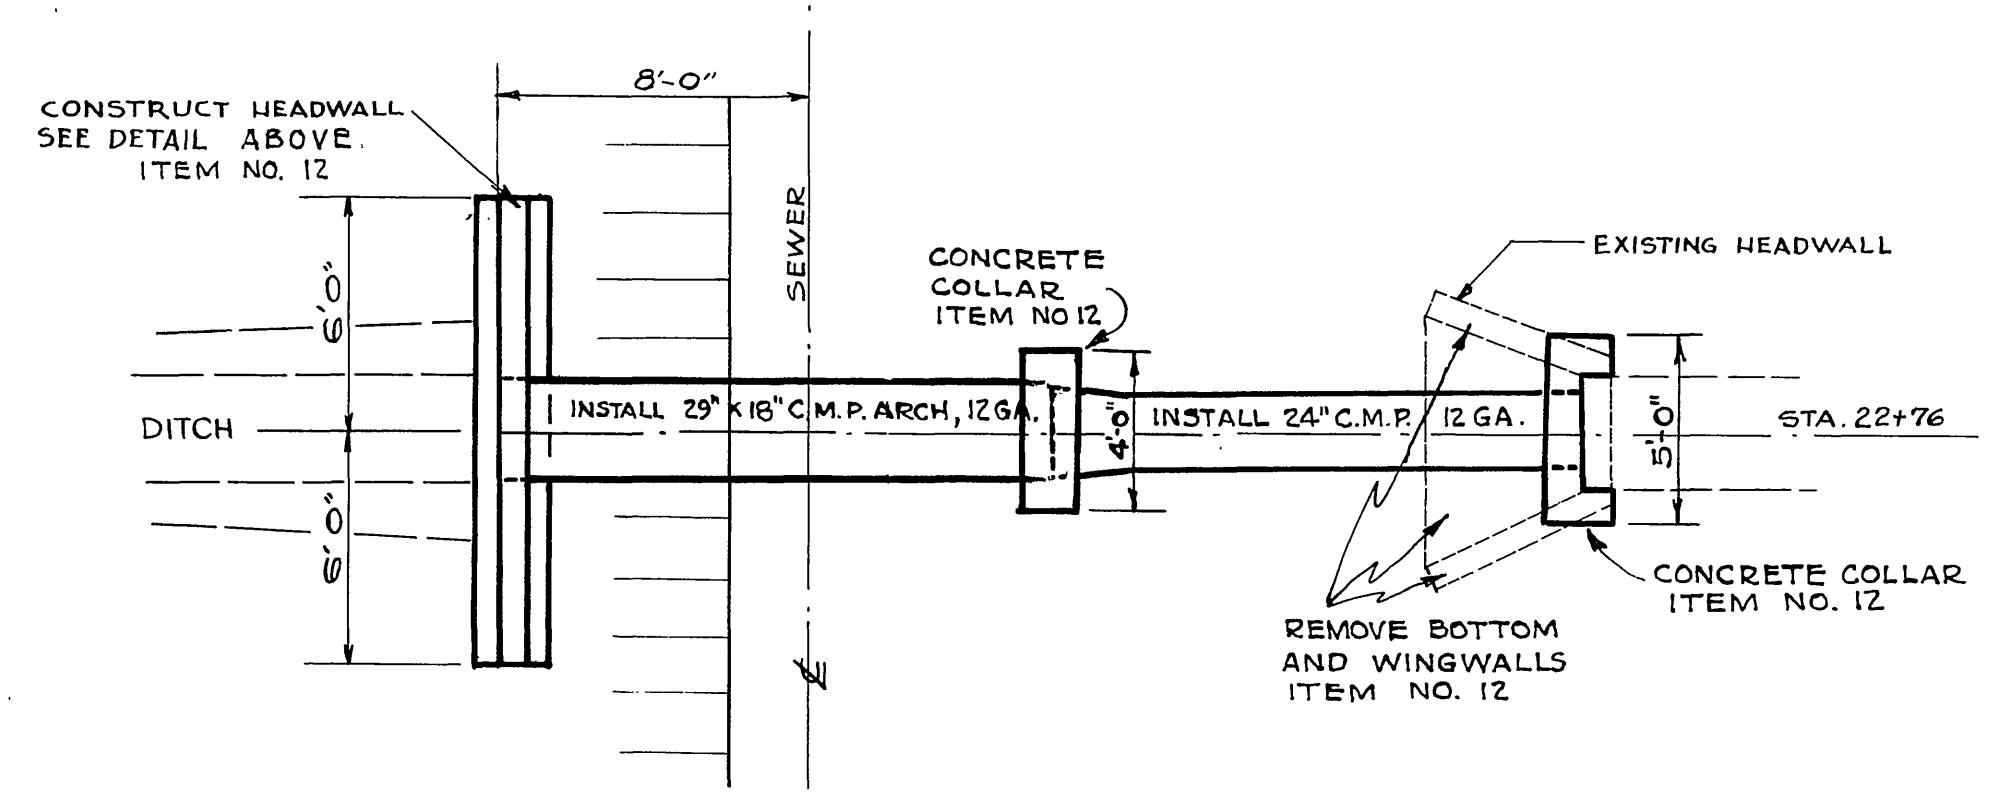 8'-0"
CONSTRUCT HEADWALL
SEE DETAIL ABOVE.
ITEM NO. 12
SEWER
6'0"
6'0"
DITCH
CONCRETE
COLLAR
ITEM NO 12
EXISTING HEADWALL
INSTALL 29" X 18" C.M.P. ARCH, 12 GA.
4'-0"
INSTALL 24" C.M.P. 12 GA.
5'-0"
STA. 22+76
CONCRETE COLLAR
ITEM NO. 12
REMOVE BOTTOM
AND WINGWALLS
ITEM NO. 12
℄